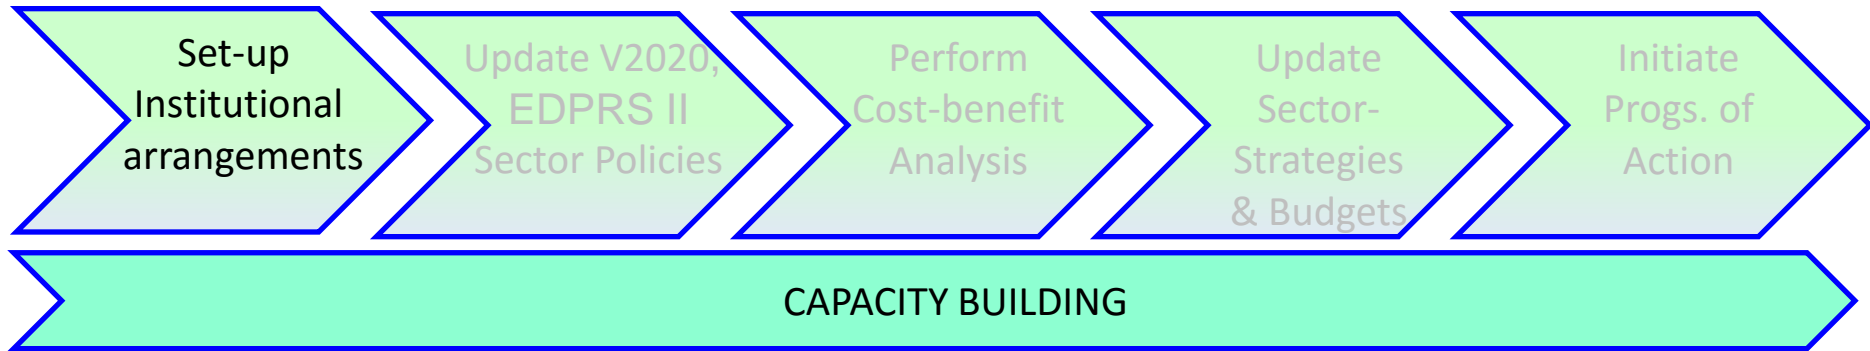 Set-up
Institutional
arrangements
Update V2020,
EDPRS II
Sector Policies
Perform
Cost-benefit
Analysis
Update
Sector-
Strategies
& Budgets
Initiate
Progs. of
Action
CAPACITY BUILDING